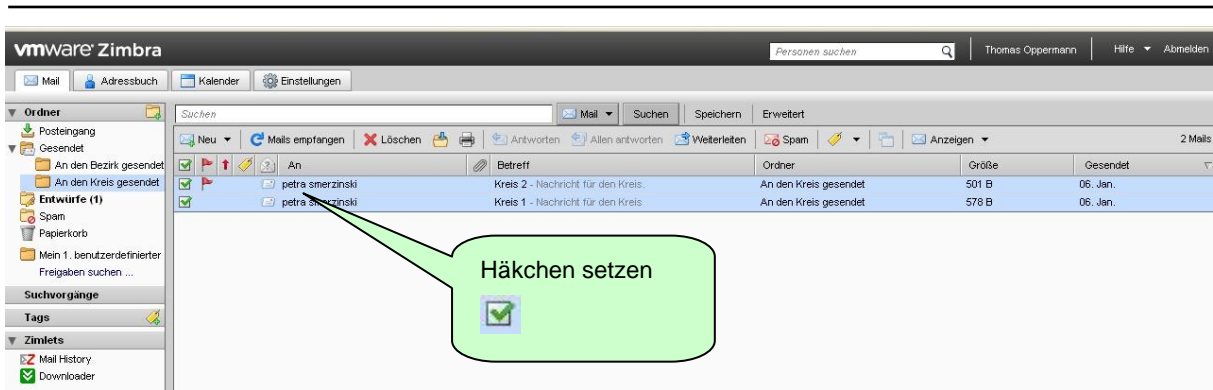 vmware Zimbra
Personen suchen
Thomas Oppermann
Hilfe
Abmelden
Mail Adressbuch Kalender Einstellungen
Ordner
Posteingang
Gesendet
An den Bezirk gesendet
An den Kreis gesendet
Entwürfe (1)
Spam
Papierkorb
Mein 1. benutzerdefinierter
Freigaben suchen ...
Suchvorgänge
Tags
Zimlets
Mail History
Downloader
Suchen Mail Suchen Speichern Erweitert
Neu Mails empfangen Löschen Antworten Allen antworten Weiterleiten Spam Anzeigen 2 Mails
An Betreff Ordner Größe Gesendet
petra smerzinski Kreis 2 - Nachricht für den Kreis. An den Kreis gesendet 501 B 06. Jan.
petra smerzinski Kreis 1 - Nachricht für den Kreis An den Kreis gesendet 578 B 06. Jan.
Häkchen setzen